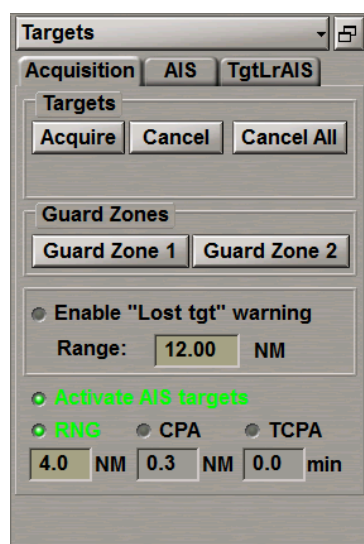 Targets
Acquisition AIS TgtLrAIS
Targets
Acquire Cancel Cancel All
Guard Zones
Guard Zone 1 Guard Zone 2
Enable "Lost tgt" warning
Range: 12.00 NM
Activate AIS targets
RNG CPA TCPA
4.0 NM 0.3 NM 0.0 min